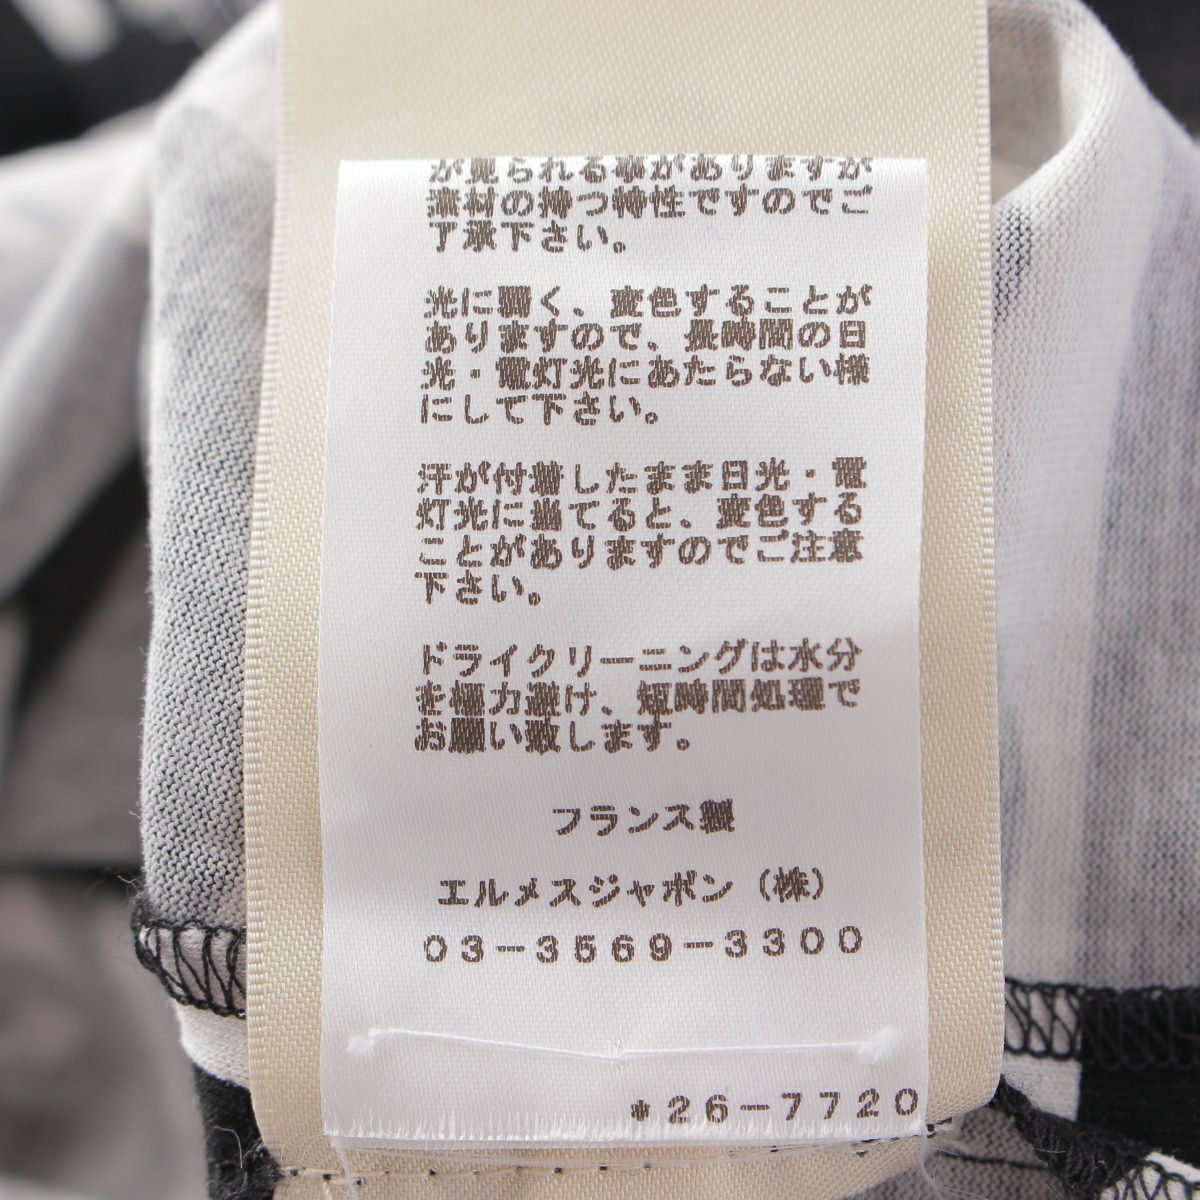 が見られる事がありますが
素材の持つ特性ですのでご
了承下さい。
光に弱く、変色することが
ありますので、長時間の日
光・電灯光にあたらない様
にして下さい。
汗が付着したまま日光・電
灯光に当てると、変色する
ことがありますのでご注意
下さい。
ドライクリーニングは水分
を極力避け、短時間処理で
お願い致します。
フランス製
エルメスジャポン（株）
03-3569-3300
*26-7720